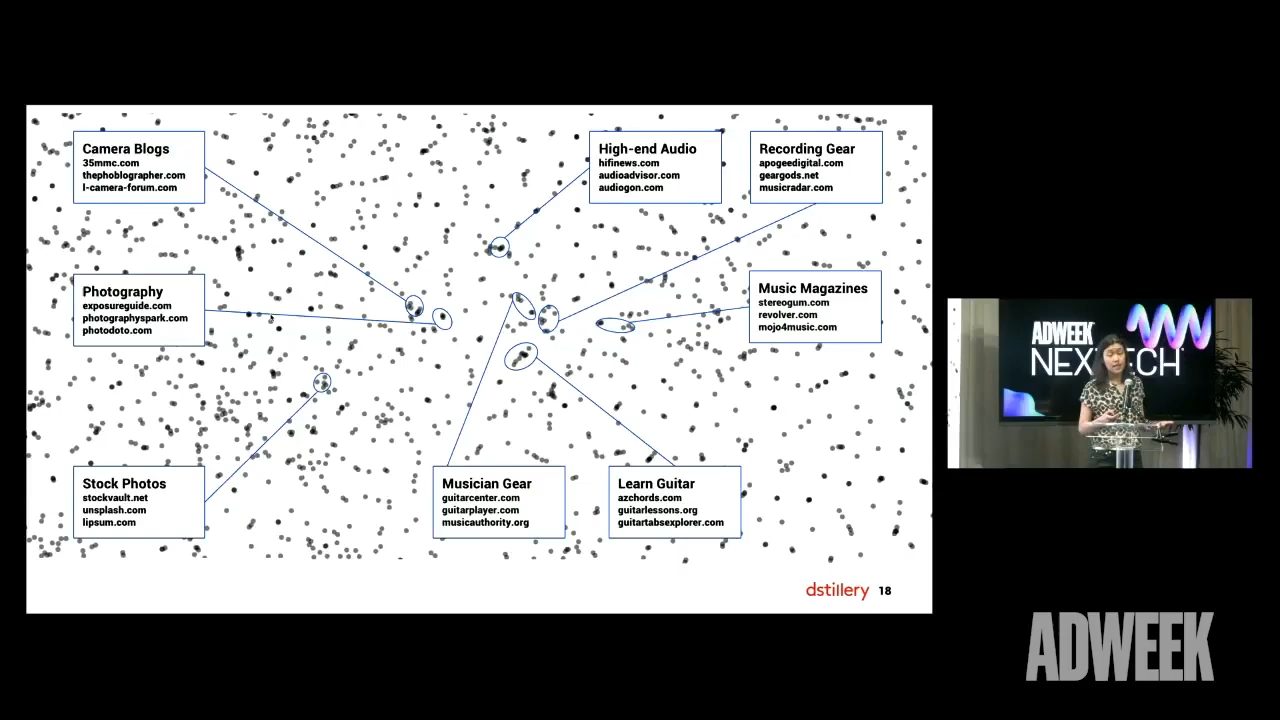 Camera Blogs
35mmc.com
thephoblographer.com
l-camera-forum.com
High-end Audio
hifinews.com
audioadvisor.com
audiogon.com
Recording Gear
apogeedigital.com
geargods.net
musicradar.com
Photography
exposureguide.com
photographyspark.com
photodoto.com
Music Magazines
stereogum.com
revolver.com
mojo4music.com
Stock Photos
stockvault.net
unsplash.com
lipsum.com
Musician Gear
guitarcenter.com
guitarplayer.com
musicauthority.org
Learn Guitar
azchords.com
guitarlessons.org
guitartabsexplorer.com
dstillery 18
ADWEEK
ADWEEK